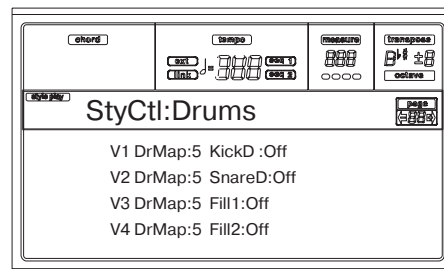 chord
tempo
measure
transpose
ext
seq 1
link
seq 2
octave
style play
StyCtl:Drums
page
V1 DrMap:5 KickD :Off
V2 DrMap:5 SnareD:Off
V3 DrMap:5 Fill1:Off
V4 DrMap:5 Fill2:Off